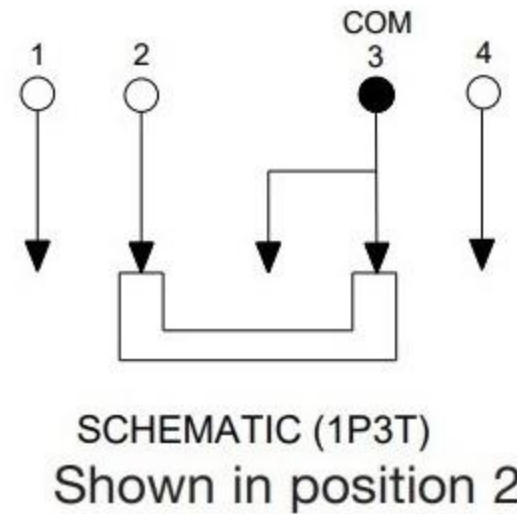 COM
1 2 3 4
SCHEMATIC (1P3T)
Shown in position 2